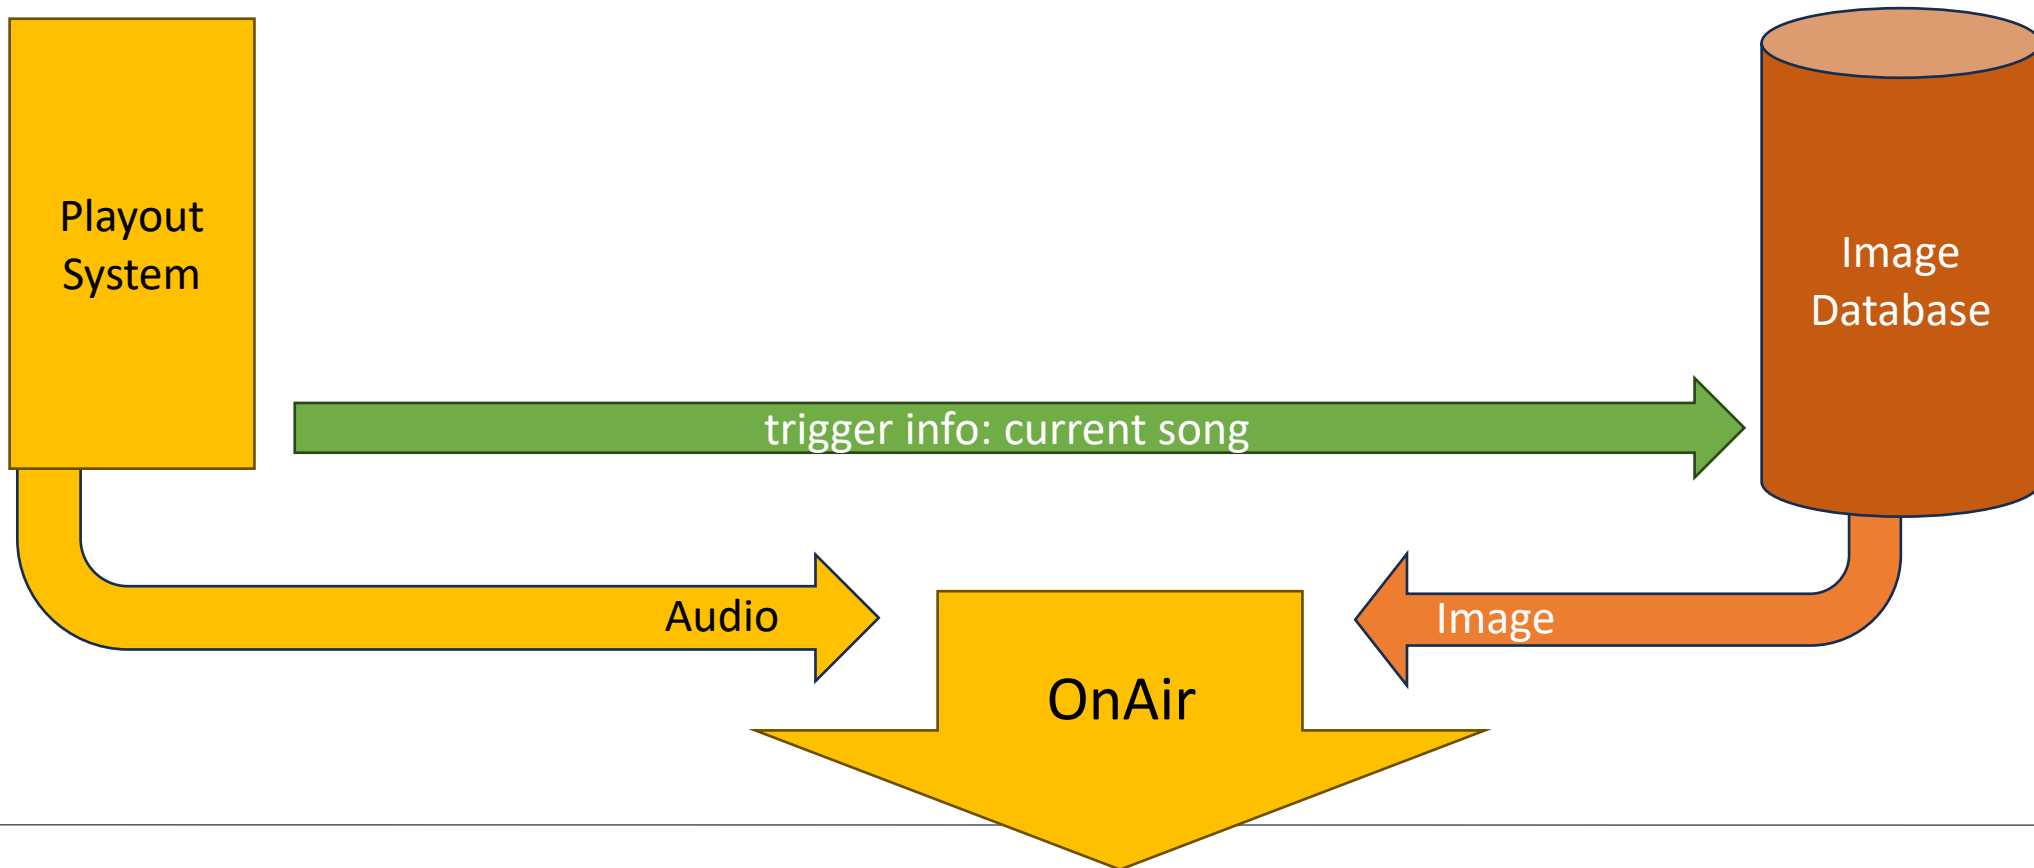 Playout
System
Image
Database
trigger info: current song
Audio
Image
OnAir